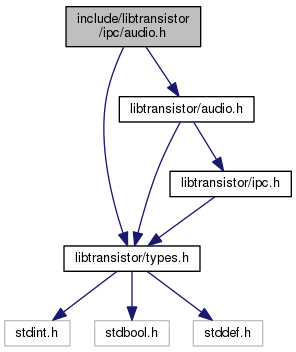 include/libtransistor
/ipc/audio.h
libtransistor/audio.h
libtransistor/ipc.h
libtransistor/types.h
stdint.h
stdbool.h
stddef.h